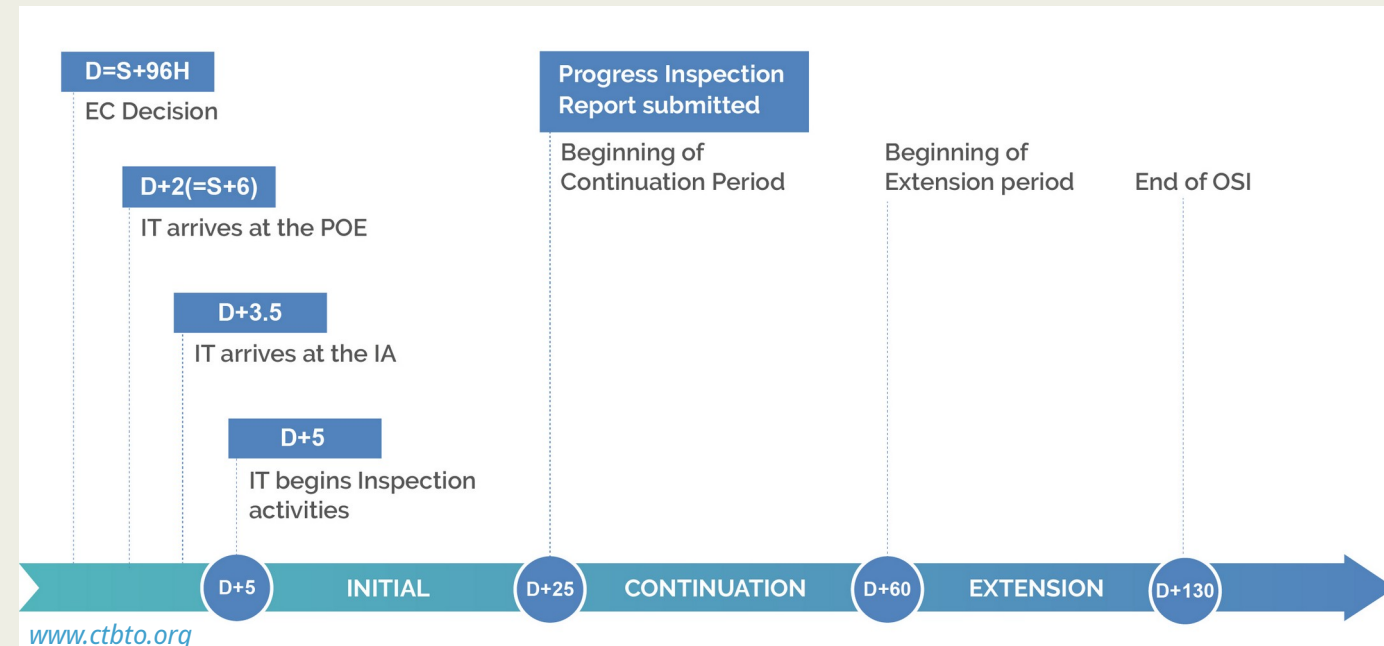 D=S+96H
EC Decision
D+2(=S+6)
IT arrives at the POE
D+3.5
IT arrives at the IA
D+5
IT begins Inspection
activities
Progress Inspection
Report submitted
Beginning of
Continuation Period
Beginning of
Extension period
End of OSI
D+5
INITIAL
D+25
CONTINUATION
D+60
EXTENSION
D+130
www.ctbto.org